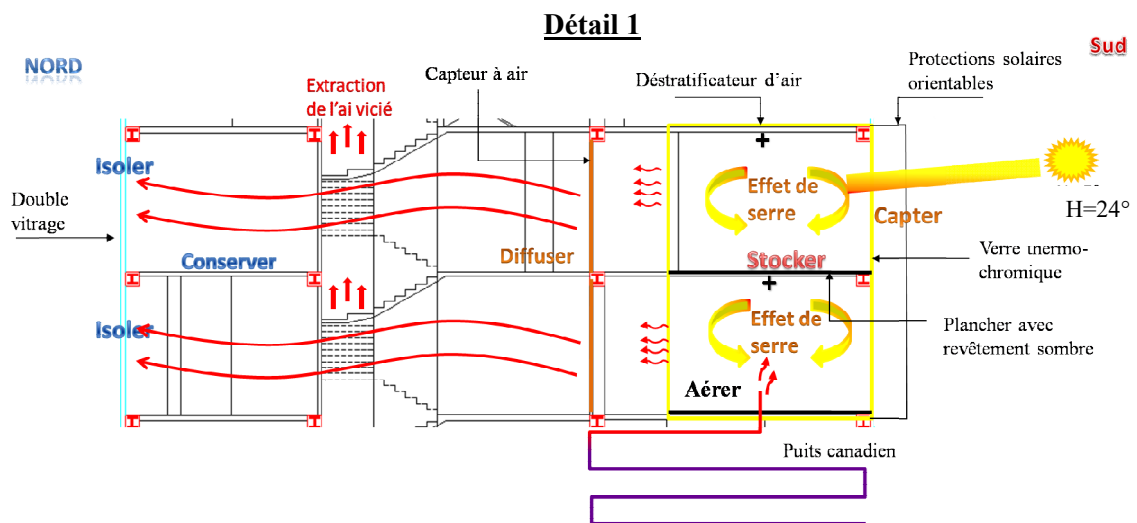 Détail 1
NORD
Sud
Extraction
de l'ai vicié
Capteur à air
Déstratificateur d'air
Protections solaires
orientables
Isoler
Double
vitrage
Effet de
serre
Capter
H=24°
Conserver
Diffuser
Stocker
Verre thermo-
chromique
Isoler
Effet de
serre
Plancher avec
revêtement sombre
Aérer
Puits canadien